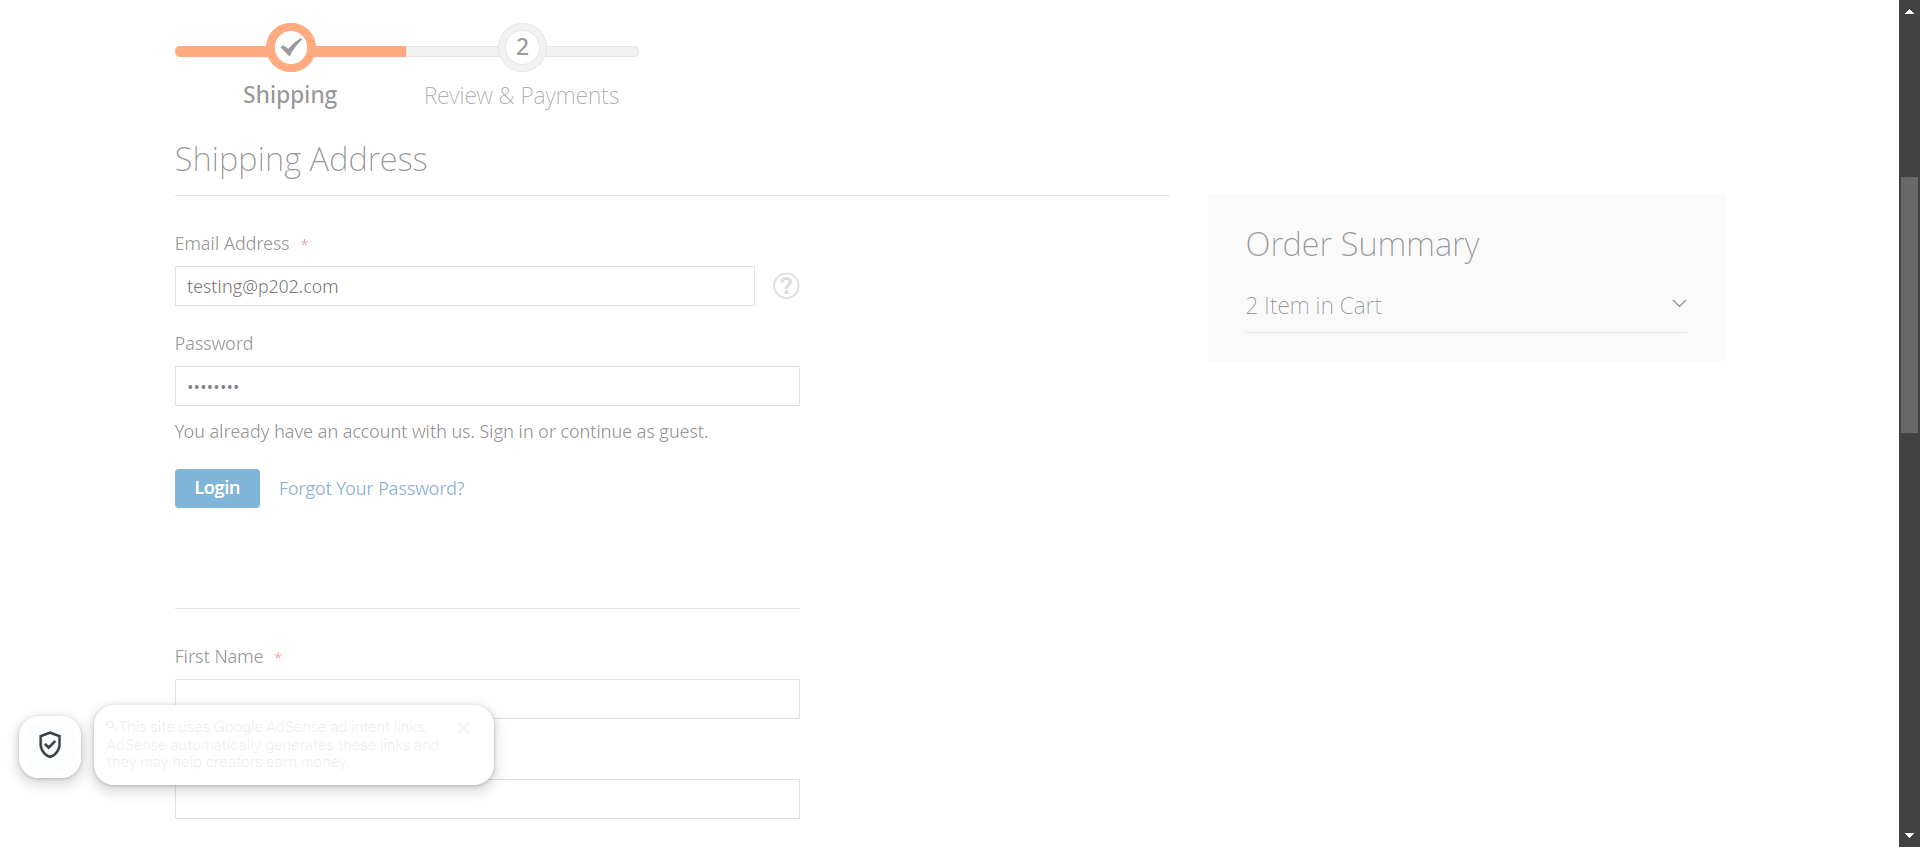 2
Shipping
Review & Payments
Shipping Address
Email Address *
testing@p202.com
?
Password
••••••••
You already have an account with us. Sign in or continue as guest.
Login
Forgot Your Password?
First Name *
This site uses Google AdSense ad intent links.
AdSense automatically generates these links and
they may help creators earn money.
Order Summary
2 Item in Cart